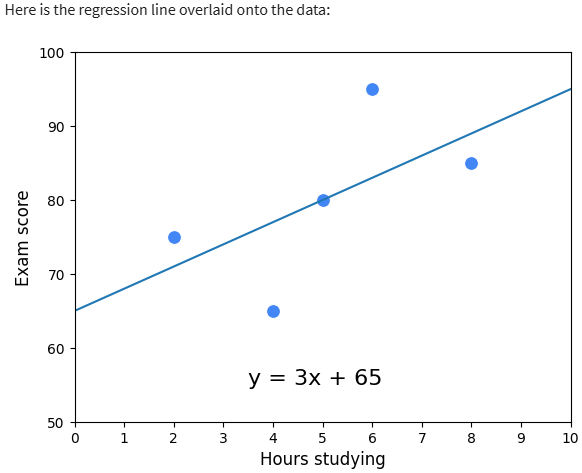 Here is the regression line overlaid onto the data:
100
90
80
70
60
50
Exam score
y = 3x + 65
0 1 2 3 4 5 6 7 8 9 10
Hours studying